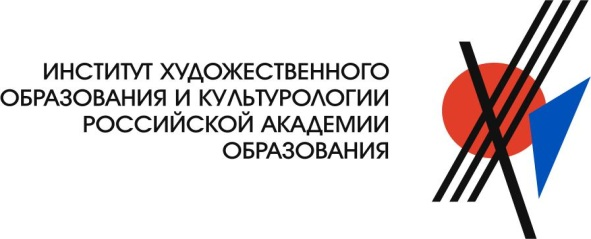 ИНСТИТУТ ХУДОЖЕСТВЕННОГО
ОБРАЗОВАНИЯ И КУЛЬТУРОЛОГИИ
РОССИЙСКОЙ АКАДЕМИИ
ОБРАЗОВАНИЯ